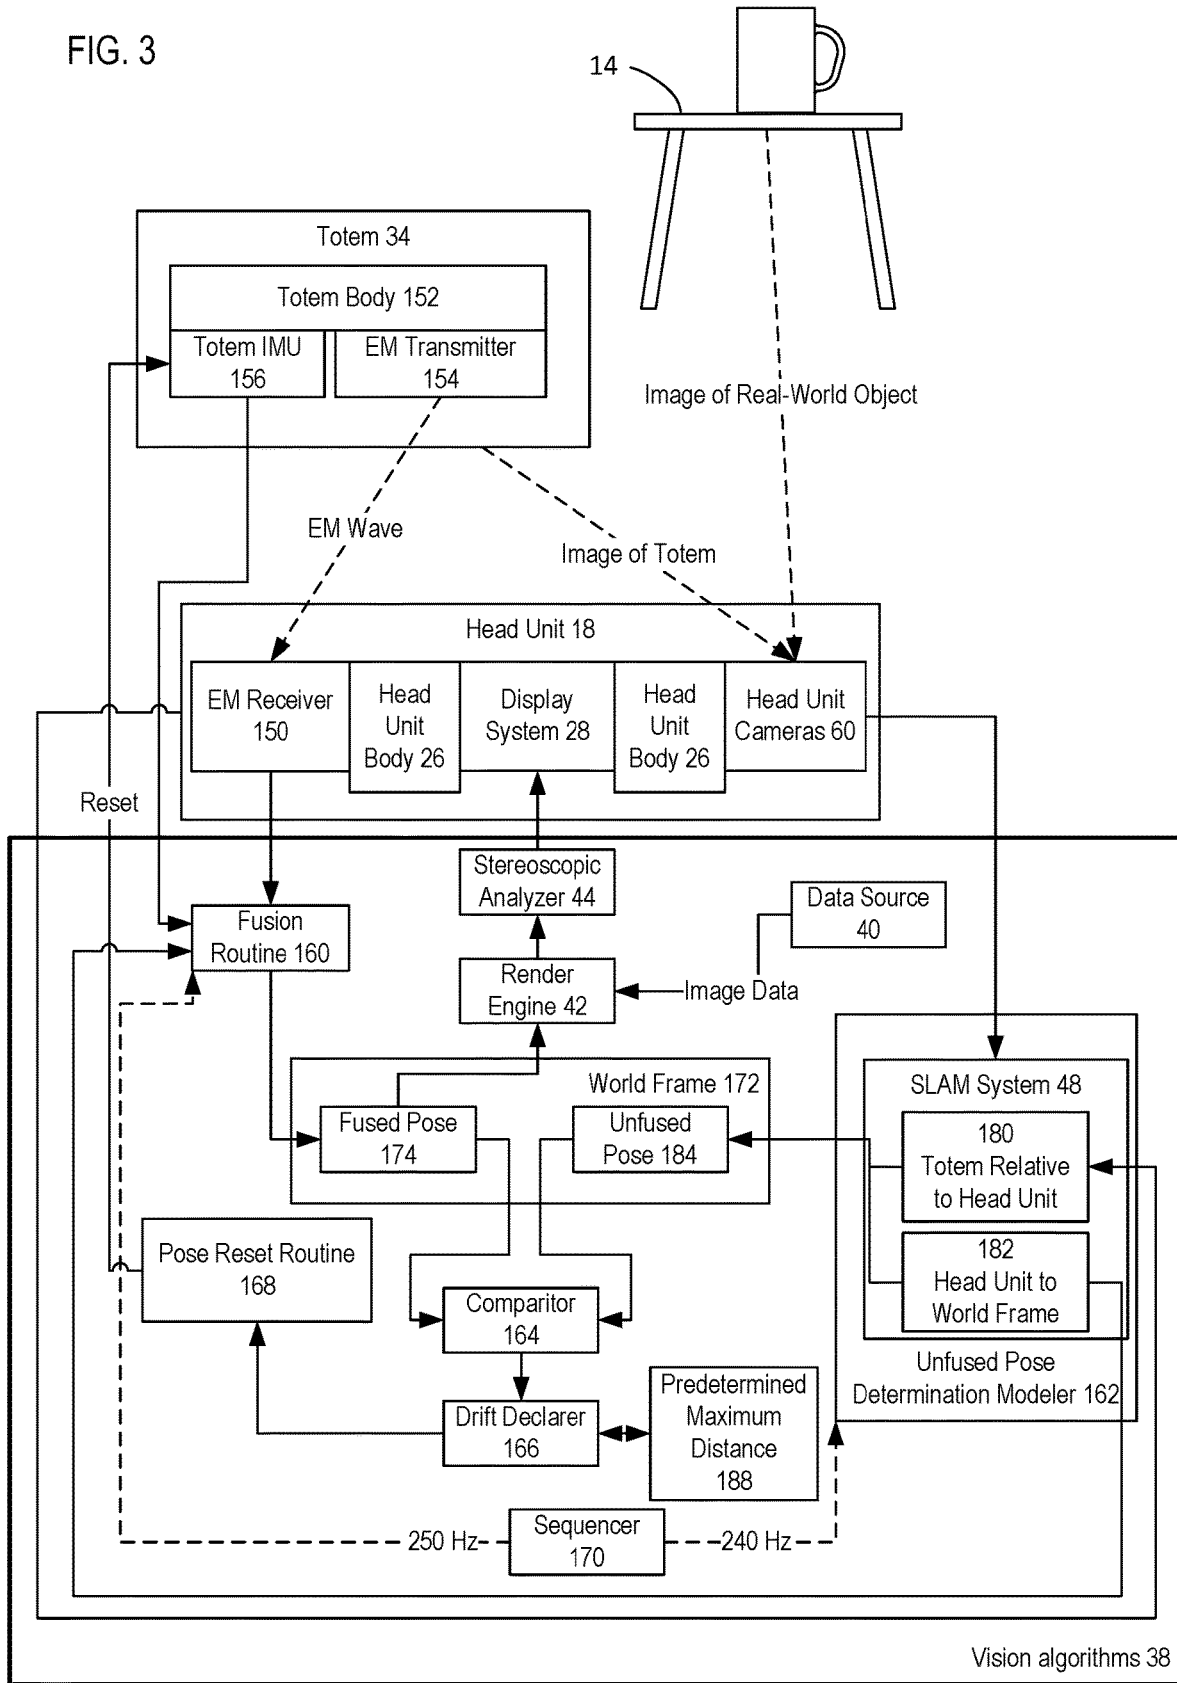 FIG. 3
14
Totem 34
Totem Body 152
Totem IMU
156
EM Transmitter
154
Image of Real-World Object
EM Wave
Image of Totem
Head Unit 18
EM Receiver
150
Head
Unit
Body 26
Display
System 28
Head
Unit
Body 26
Head Unit
Cameras 60
Reset
Stereoscopic
Analyzer 44
Data Source
40
Fusion
Routine 160
Render
Engine 42
Image Data
World Frame 172
SLAM System 48
Fused Pose
174
Unfused
Pose 184
180
Totem Relative
to Head Unit
182
Head Unit to
World Frame
Pose Reset Routine
168
Comparitor
164
Unfused Pose
Determination Modeler 162
Drift Declarer
166
Predetermined
Maximum
Distance
188
250 Hz
Sequencer
170
240 Hz
Vision algorithms 38